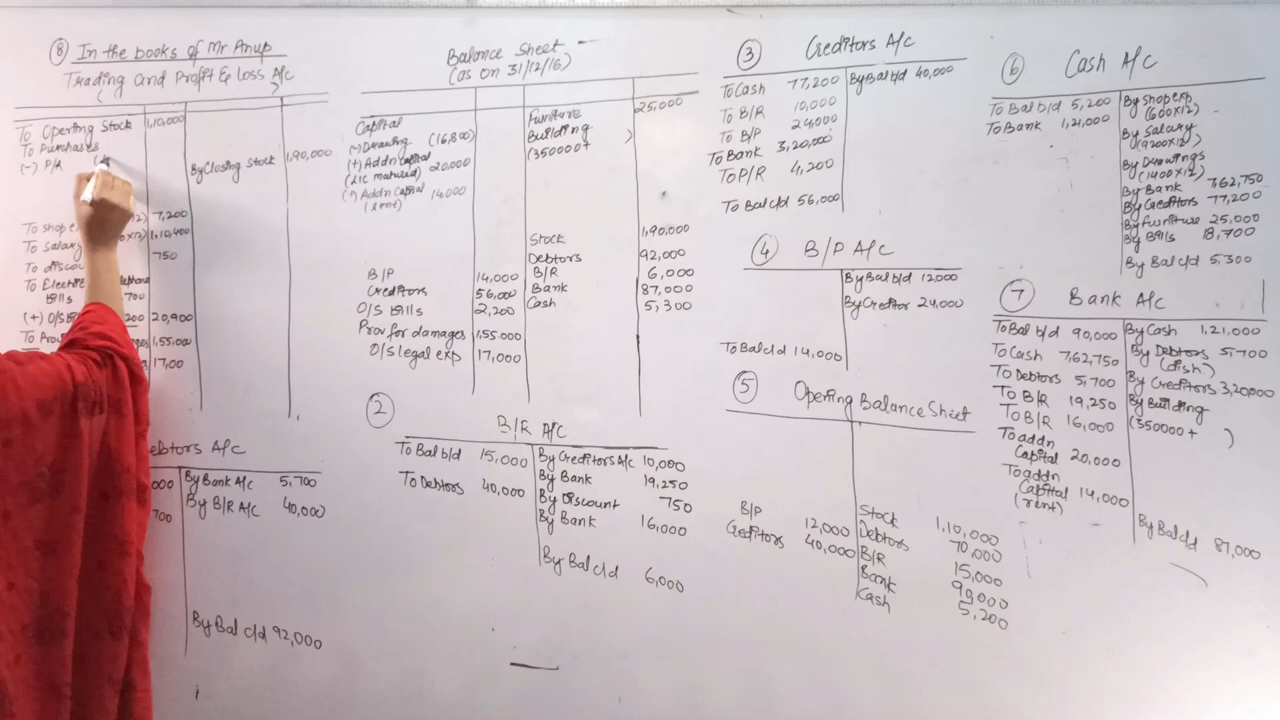 ⑧ In the books of Mr Anup
Trading and Profit & Loss A/c
To Opening Stock 1,10,000
To Purchases
(-) P/R
By Closing Stock 1,90,000
To shop ex 12) 7,200
To Salary 0x12) 1,10,400
To discou 750
To Electri lephone
Bills 700
(+) O/S B 200 20,900
To Prov ges 1,55,000
17,00
Balance Sheet
(as on 31/12/16)
Capital
(-) Drawing (16,800)
(+) Addn Capital
(LIC matured) 20,000
(+) Addn Capital 14,000
(rent)
B/P 14,000
Creditors 56,000
O/S Bills 2,200
Prov for damages 1,55,000
O/S legal exp 17,000
Furniture 25,000
Building
(350000+ )
Stock 1,90,000
Debtors 92,000
B/R 6,000
Bank 87,000
Cash 5,300
③ Creditors A/c
To Cash 77,200
To B/R 10,000
To B/P 24,000
To Bank 3,20,000
To P/R 4,200
To Bal c/d 56,000
By Bal b/d 40,000
④ B/P A/c
To Bal c/d 14,000
By Bal b/d 12,000
By Creditor 24,000
⑤ Opening Balance Sheet
B/P 12,000
Creditors 40,000
Stock 1,10,000
Debtors 70,000
B/R 15,000
Bank 90,000
Cash 5,200
⑥ Cash A/c
To Bal b/d 5,200
To Bank 1,21,000
By Shop exp
(600x12)
By Salary
(9200x12)
By Drawings
(1400x12)
By Bank 7,62,750
By Creditors 77,200
By Furniture 25,000
By Bills 18,700
By Bal c/d 5,300
⑦ Bank A/c
To Bal b/d 90,000
To Cash 7,62,750
To Debtors 5,700
To B/R 19,250
To B/R 16,000
To addn
Capital 20,000
To addn
Capital 14,000
(rent)
By Cash 1,21,000
By Debtors 5,700
(dish)
By Creditors 3,20,000
By Building
(350000+ )
By Bal c/d 87,000
ebtors A/c
000
700
By Bank A/c 5,700
By B/R A/c 40,000
By Bal c/d 92,000
② B/R A/c
To Bal b/d 15,000
To Debtors 40,000
By Creditors A/c 10,000
By Bank 19,250
By Discount 750
By Bank 16,000
By Bal c/d 6,000